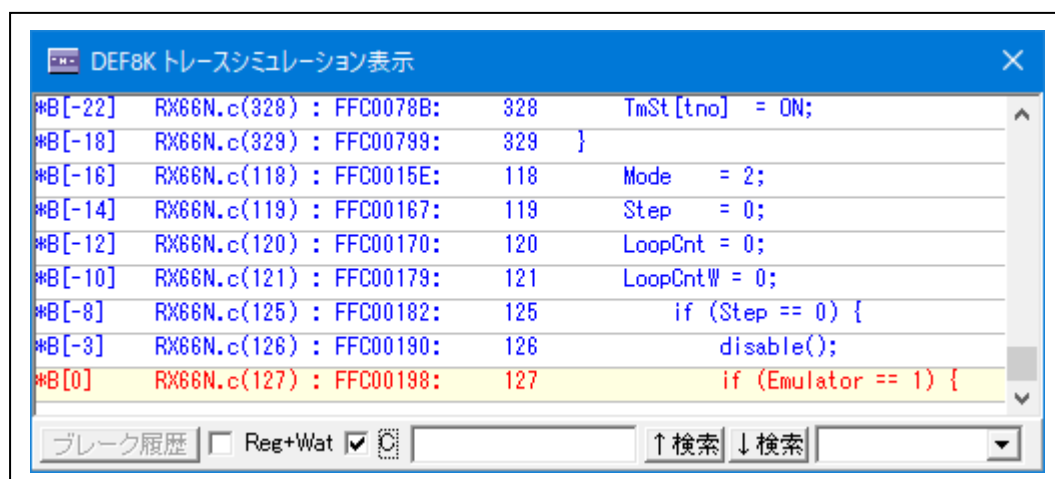 DEF8K トレースシミュレーション表示
*B[-22] RX66N.c(328) : FFC0078B: 328 TmSt[tno] = ON;
*B[-18] RX66N.c(329) : FFC00799: 329 }
*B[-16] RX66N.c(118) : FFC0015E: 118 Mode = 2;
*B[-14] RX66N.c(119) : FFC00167: 119 Step = 0;
*B[-12] RX66N.c(120) : FFC00170: 120 LoopCnt = 0;
*B[-10] RX66N.c(121) : FFC00179: 121 LoopCntW = 0;
*B[-8] RX66N.c(125) : FFC00182: 125 if (Step == 0) {
*B[-3] RX66N.c(126) : FFC00190: 126 disable();
*B[0] RX66N.c(127) : FFC00198: 127 if (Emulator == 1) {
ブレーク履歴 Reg+Wat C ↑検索 ↓検索